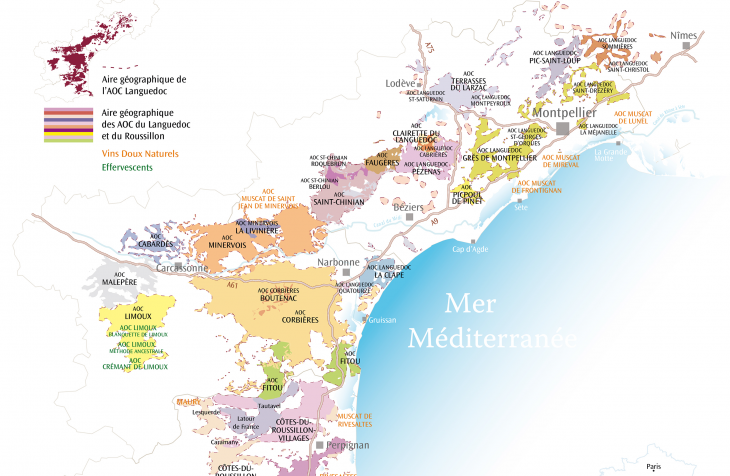 Aire géographique de
l'AOC Languedoc
Aire géographique
des AOC du Languedoc
et du Roussillon
Vins Doux Naturels
Effervescents
Nîmes
A75
AOC LANGUEDOC
SOMMIÈRES
AOC LANGUEDOC
PIC-SAINT-LOUP
AOC LANGUEDOC
SAINT-CHRISTOL
Lodève
AOC
TERRASSES
DU LARZAC
AOC LANGUEDOC
SAINT-DRÉZÉRY
AOC LANGUEDOC
ST-SATURNIN
AOC LANGUEDOC
MONTPEYROUX
Montpellier
AOC MUSCAT
DE LUNEL
AOC LANGUEDOC
LA MÉJANELLE
AOC
CLAIRETTE DU
LANGUEDOC
AOC LANGUEDOC
ST-GEORGES
D'ORQUES
La Grande
Motte
AOC LANGUEDOC
CABRIÈRES
AOC LANGUEDOC
GRÉS DE MONTPELLIER
AOC MUSCAT
DE MIREVAL
AOC ST-CHINIAN
ROQUEBRUN
AOC
FAUGÈRES
AOC LANGUEDOC
PÉZENAS
AOC ST-CHINIAN
BERLOU
AOC
PICPOUL
DE PINET
AOC MUSCAT
DE FRONTIGNAN
AOC
SAINT-CHINIAN
AOC
MUSCAT DE SAINT
JEAN DE MINERVOIS
Sète
Béziers
A9
AOC MINERVOIS
LA LIVINIÈRE
Canal du Midi
AOC
CABARDÈS
AOC
MINERVOIS
Cap d'Agde
Carcassonne
Narbonne
AOC LANGUEDOC
LA CLAPE
AOC
MALEPÈRE
A61
AOC LANGUEDOC
QUATOURZE
AOC CORBIÈRES
BOUTENAC
Mer
Méditerranée
AOC
LIMOUX
AOC
CORBIÈRES
Gruissan
AOC LIMOUX
BLANQUETTE DE LIMOUX
AOC LIMOUX
MÉTHODE ANCESTRALE
AOC
CRÉMANT DE LIMOUX
AOC
FITOU
AOC
FITOU
MAURY
Tautavel
Lesquerde
Latour
de France
CÔTES-DU-
ROUSSILLON-
VILLAGES
MUSCAT DE
RIVESALTES
Caramany
Perpignan
Paris